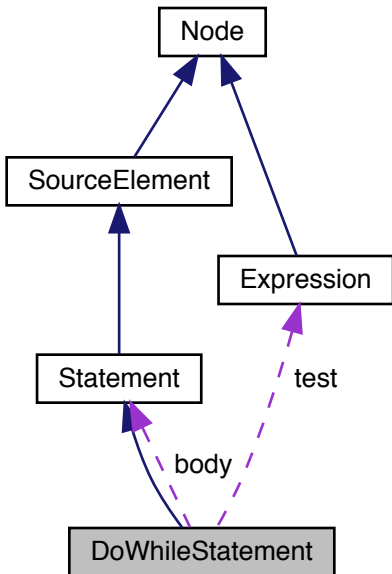 Node
SourceElement
Expression
Statement
test
body
DoWhileStatement